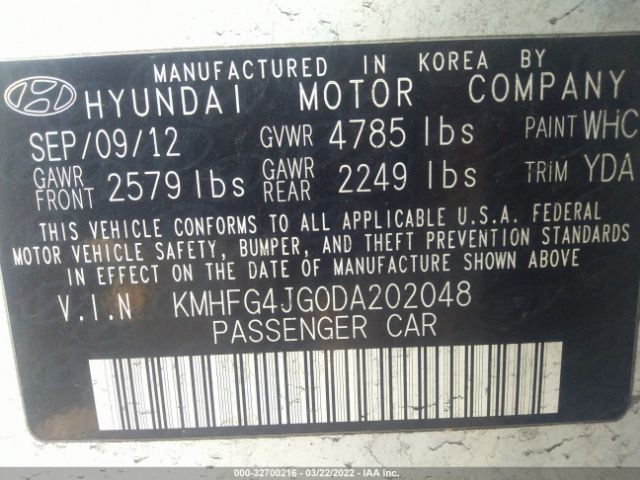 MANUFACTURED IN KOREA BY
HYUNDAI MOTOR COMPANY
SEP/09/12 GVWR 4785 lbs PAINT WHC
GAWR FRONT 2579 lbs GAWR REAR 2249 lbs TRIM YDA
THIS VEHICLE CONFORMS TO ALL APPLICABLE U.S.A. FEDERAL
MOTOR VEHICLE SAFETY, BUMPER, AND THEFT PREVENTION STANDARDS
IN EFFECT ON THE DATE OF MANUFACTURE SHOWN ABOVE
V.I.N KMHFG4JG0DA202048
PASSENGER CAR
000-32700216 - 03/22/2022 - IAA Inc.